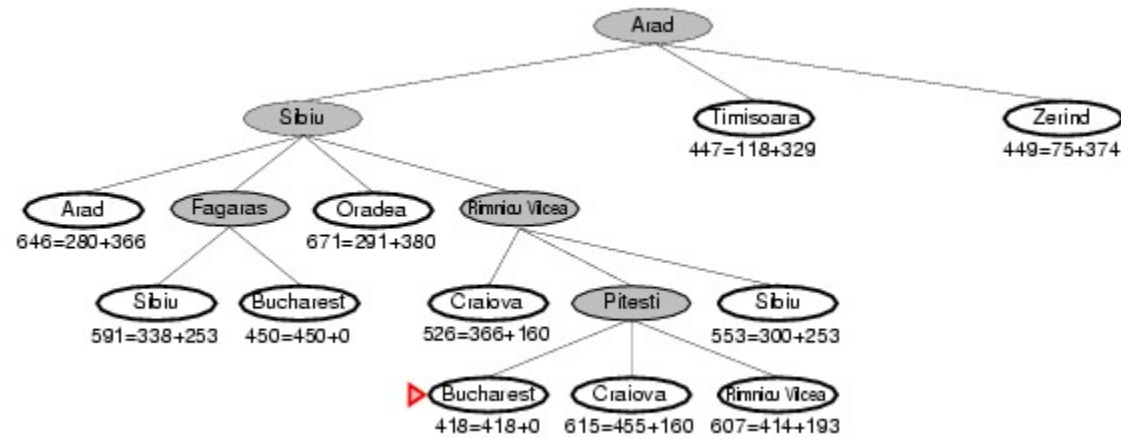 Arad
Sibiu
Timisoara
Zerind
447=118+329
449=75+374
Arad
Fagaras
Oradea
Rimnicu Vilcea
646=280+366
671=291+380
Sibiu
Bucharest
Craiova
Pitesti
Sibiu
591=338+253
450=450+0
526=366+160
553=300+253
Bucharest
Craiova
Rimnicu Vilcea
418=418+0
615=455+160
607=414+193